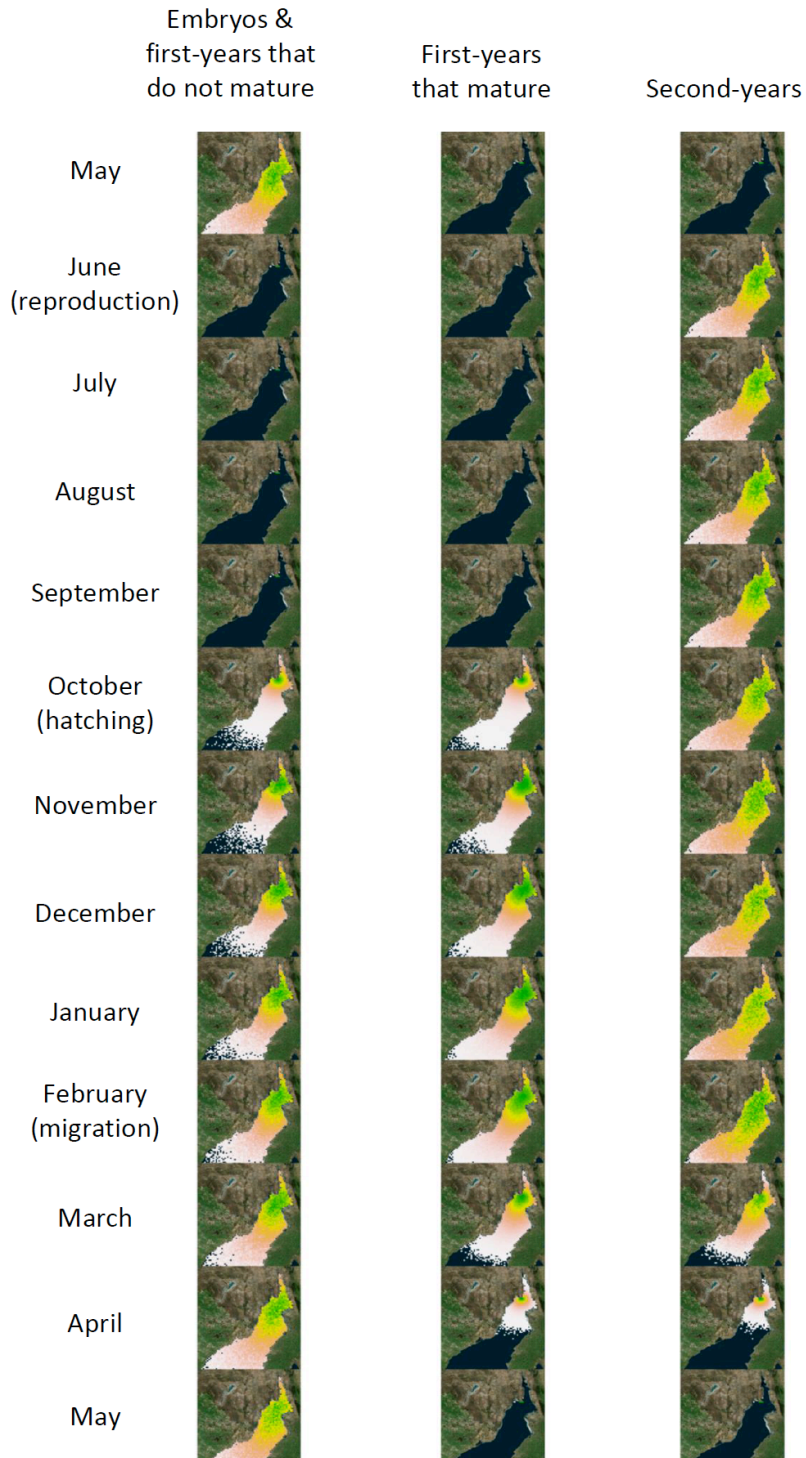 Embryos &
first-years that
do not mature
First-years
that mature
Second-years
May
June
(reproduction)
July
August
September
October
(hatching)
November
December
January
February
(migration)
March
April
May